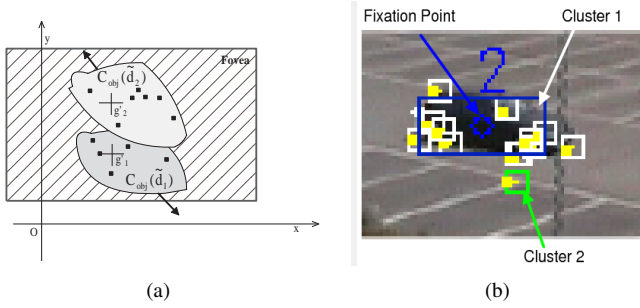 y
Fovea
C_obj(d̃_2)
g'_2
g'_1
C_obj(d̃_1)
O
x
(a)
Fixation Point
Cluster 1
2
Cluster 2
(b)